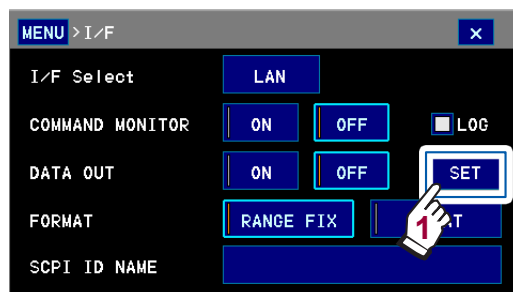 MENU > I/F ×
I/F Select LAN
COMMAND MONITOR ON OFF LOG
DATA OUT ON OFF SET
FORMAT RANGE FIX
1
SCPI ID NAME